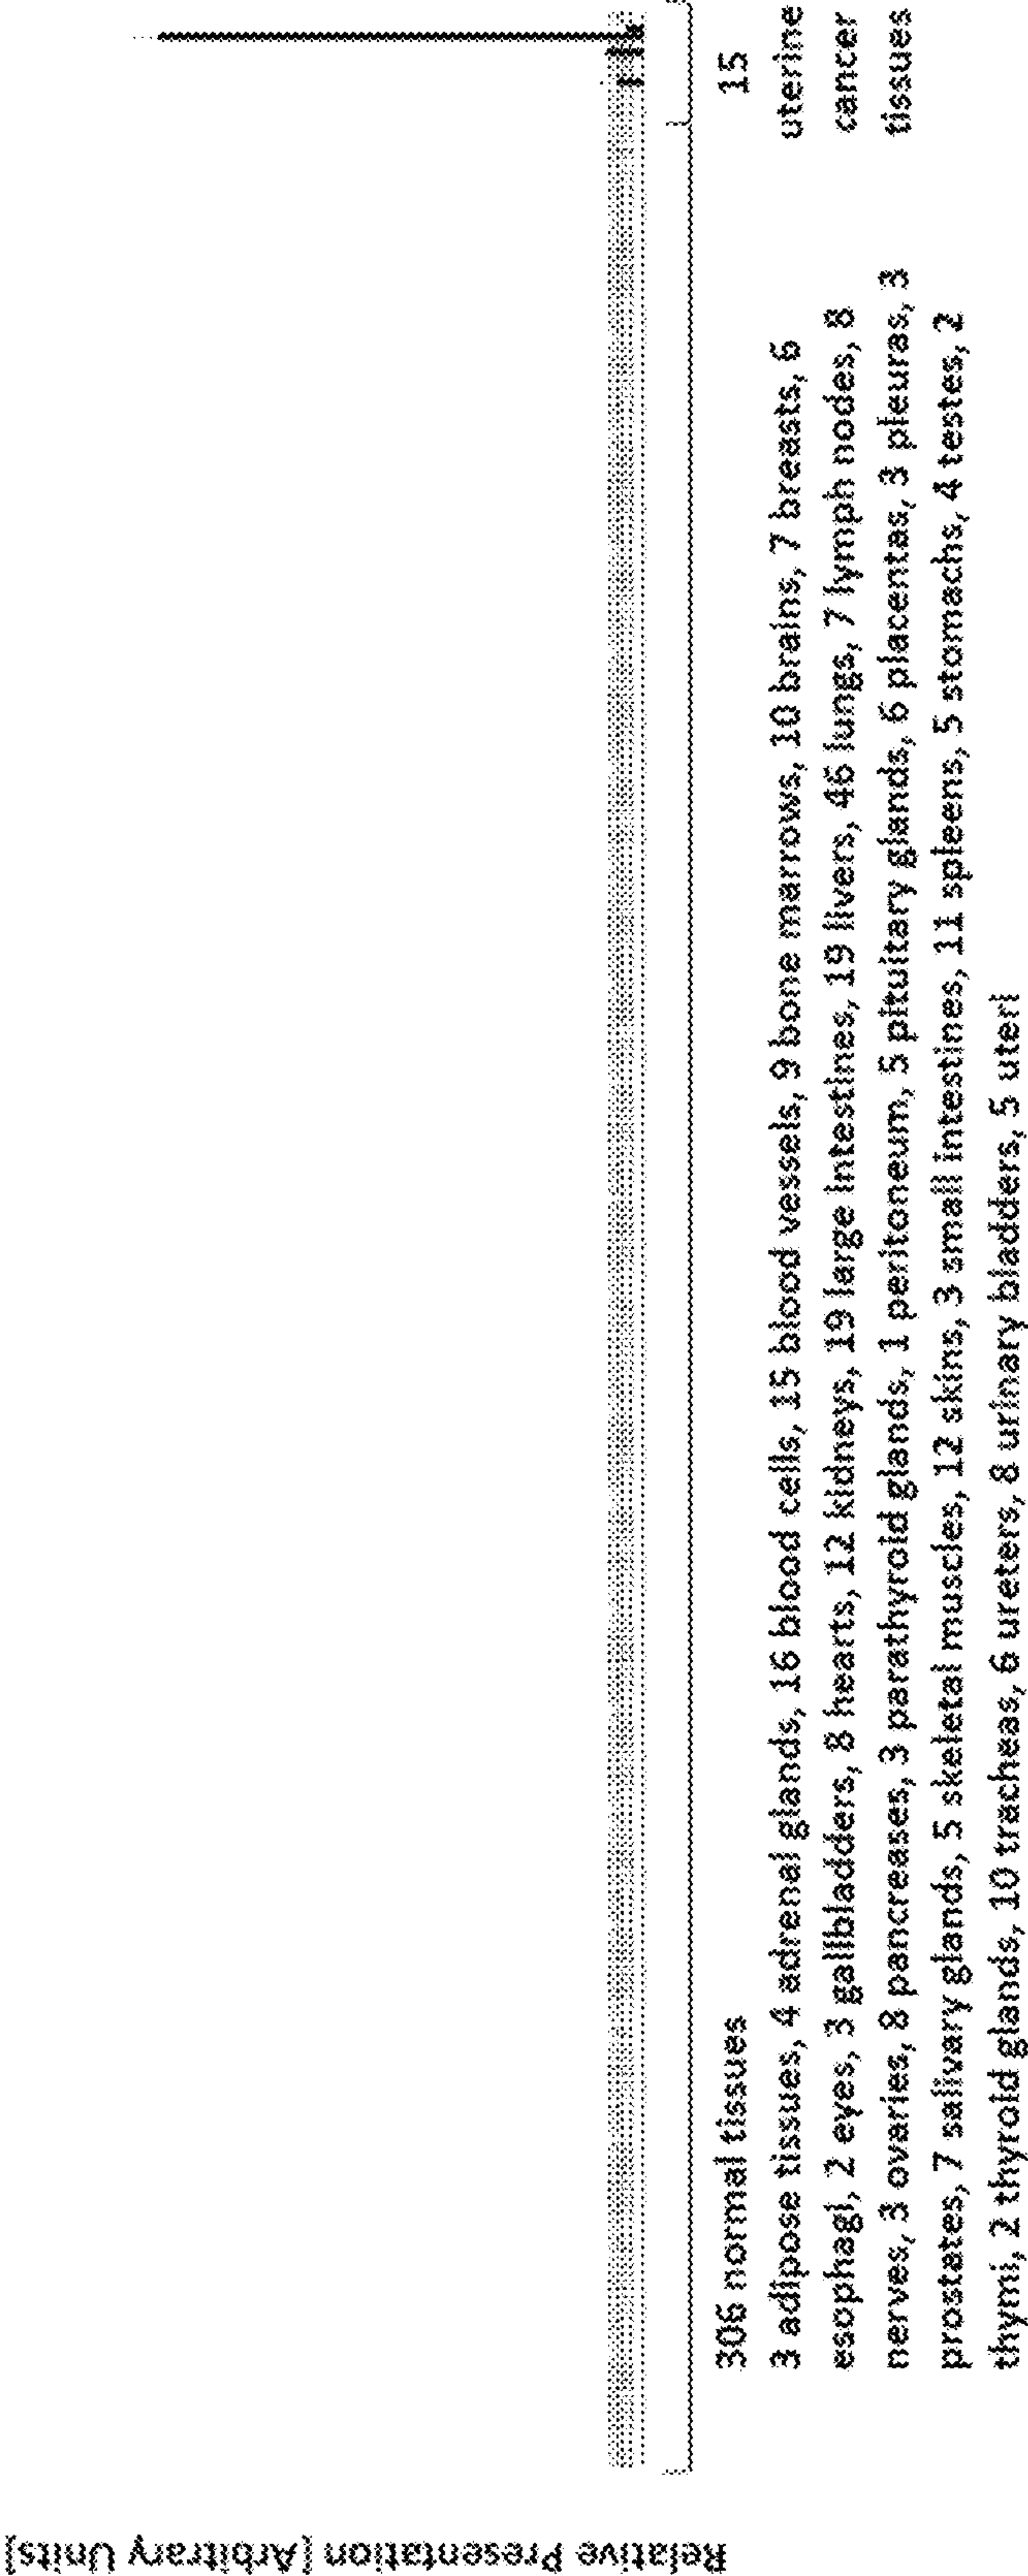 Relative Presentation [Arbitrary Units]
306 normal tissues
3 adipose tissues, 4 adrenal glands, 16 blood cells, 15 blood vessels, 9 bone marrows, 10 brains, 7 breasts, 6
esophagi, 2 eyes, 3 gallbladders, 8 hearts, 12 kidneys, 19 large intestines, 19 livers, 46 lungs, 7 lymph nodes, 8
nerves, 3 ovaries, 8 pancreases, 3 parathyroid glands, 1 peritoneum, 5 pituitary glands, 6 placentas, 3 pleuras, 3
prostates, 7 salivary glands, 5 skeletal muscles, 12 skins, 3 small intestines, 11 spleens, 5 stomachs, 4 testes, 2
thymi, 2 thyroid glands, 10 tracheas, 6 ureters, 8 urinary bladders, 5 uteri
15
uterine
cancer
tissues